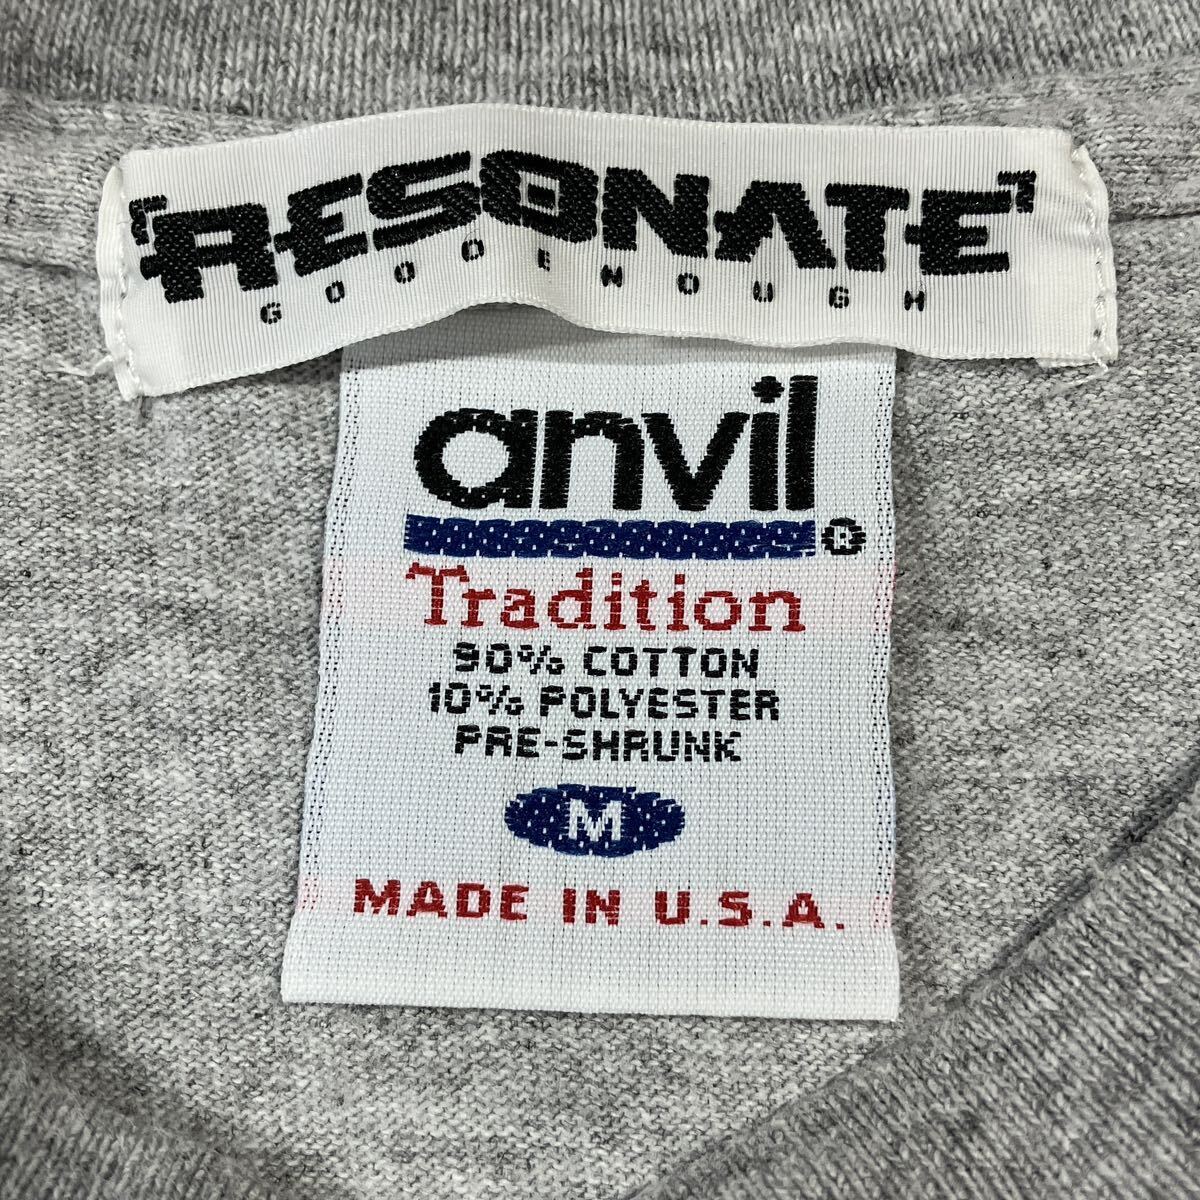 "RESONATE"
GOODENOUGH
anvil®
Tradition
90% COTTON
10% POLYESTER
PRE-SHRUNK
M
MADE IN U.S.A.